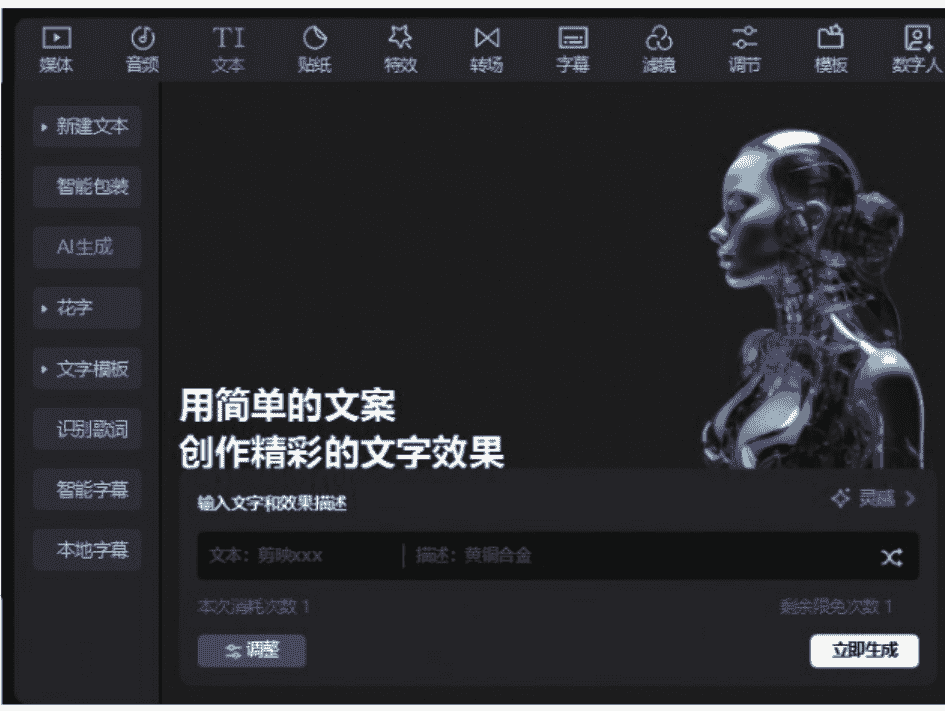 媒体 音频 文本 贴纸 特效 转场 字幕 滤镜 调节 模板 数字人
新建文本
智能包装
AI生成
花字
文字模板
识别歌词
智能字幕
本地字幕
用简单的文案
创作精彩的文字效果
输入文字和效果描述 灵感
文本：剪映xxx 描述：黄铜合金
本次消耗次数 1 剩余限免次数 1
调整 立即生成